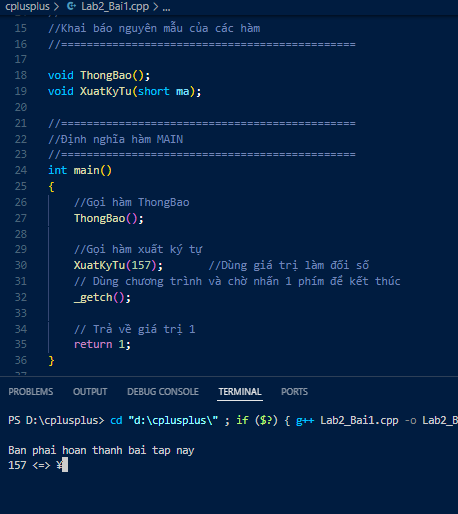 cplusplus > Lab2_Bai1.cpp > ...
15 //Khai báo nguyên mẫu của các hàm
16 //==============================================
17
18 void ThongBao();
19 void XuatKyTu(short ma);
20
21 //==============================================
22 //Định nghĩa hàm MAIN
23 //==============================================
24 int main()
25 {
26 //Gọi hàm ThongBao
27 ThongBao();
28
29 //Gọi hàm xuất ký tự
30 XuatKyTu(157); //Dùng giá trị làm đối số
31 // Dùng chương trình và chờ nhấn 1 phím để kết thúc
32 _getch();
33
34 // Trả về giá trị 1
35 return 1;
36 }
PROBLEMS OUTPUT DEBUG CONSOLE TERMINAL PORTS
PS D:\cplusplus> cd "d:\cplusplus\" ; if ($?) { g++ Lab2_Bai1.cpp -o Lab2_B
Ban phai hoan thanh bai tap nay
157 <=> ¥